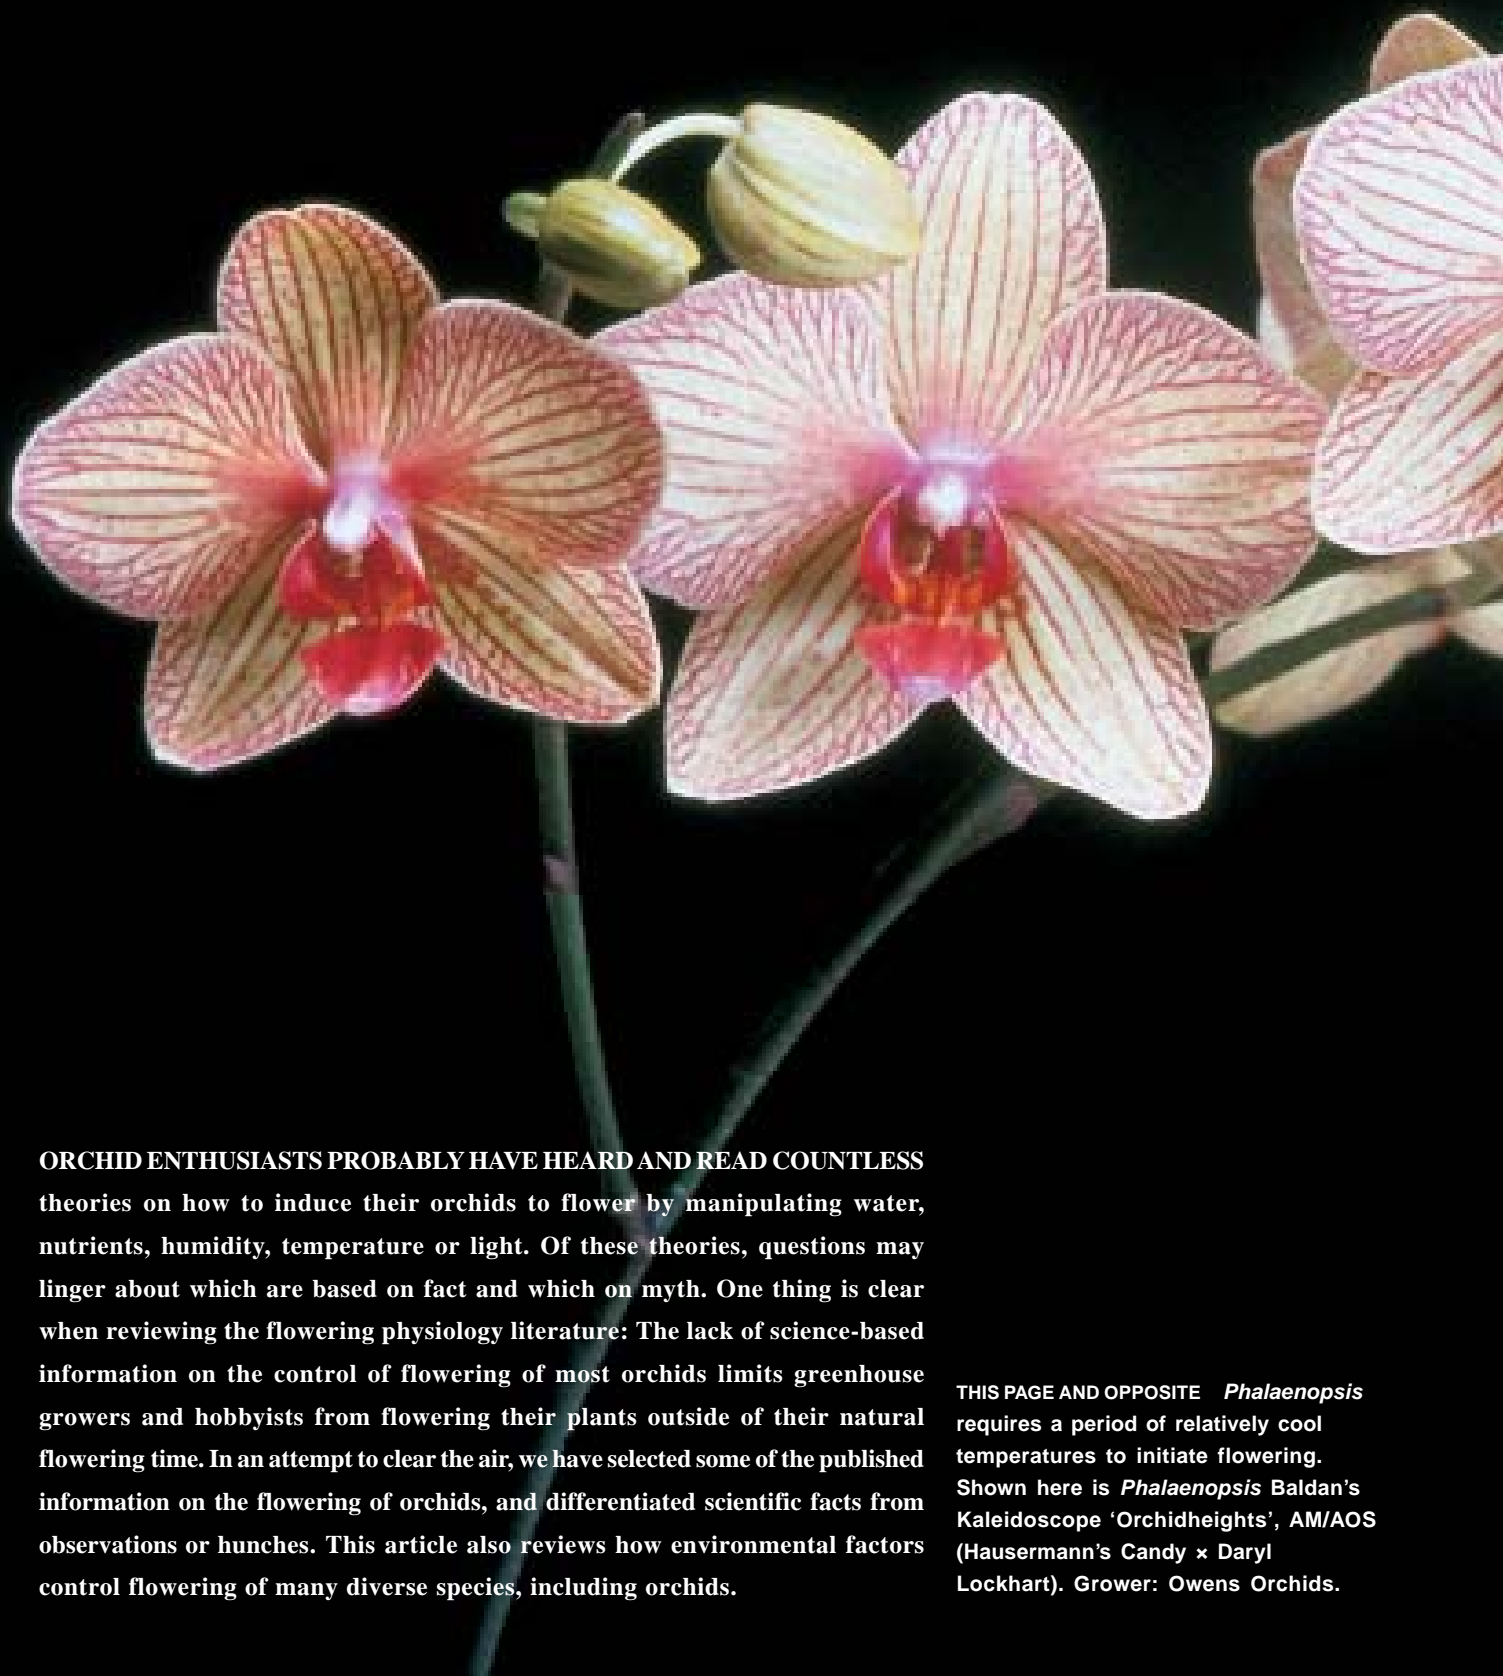 ORCHID ENTHUSIASTS PROBABLY HAVE HEARD AND READ COUNTLESS
theories on how to induce their orchids to flower by manipulating water,
nutrients, humidity, temperature or light. Of these theories, questions may
linger about which are based on fact and which on myth. One thing is clear
when reviewing the flowering physiology literature: The lack of science-based
information on the control of flowering of most orchids limits greenhouse
growers and hobbyists from flowering their plants outside of their natural
flowering time. In an attempt to clear the air, we have selected some of the published
information on the flowering of orchids, and differentiated scientific facts from
observations or hunches. This article also reviews how environmental factors
control flowering of many diverse species, including orchids.
THIS PAGE AND OPPOSITE Phalaenopsis
requires a period of relatively cool
temperatures to initiate flowering.
Shown here is Phalaenopsis Baldan’s
Kaleidoscope ‘Orchidheights’, AM/AOS
(Hausermann’s Candy × Daryl
Lockhart). Grower: Owens Orchids.